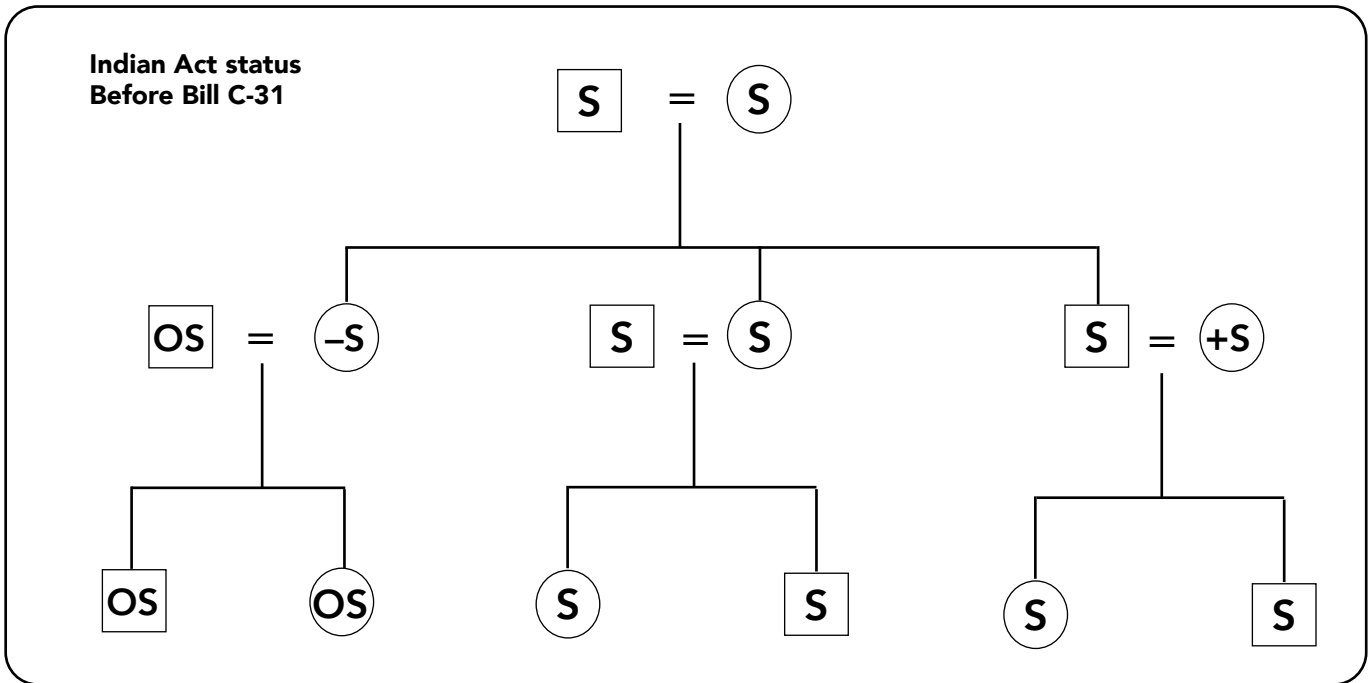 Indian Act status
Before Bill C-31
S = S
OS = –S S = S S = +S
OS OS S S S S